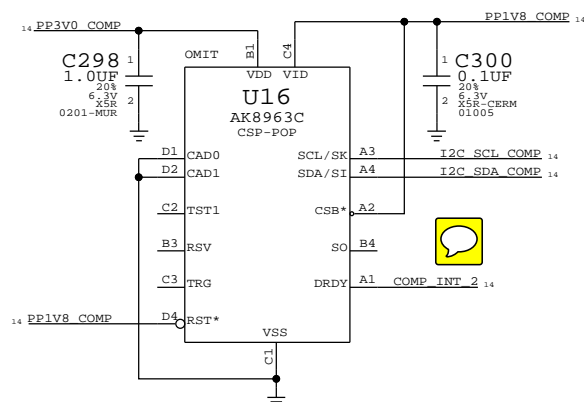 14 PP3V0_COMP
PP1V8_COMP 14
B1
C4
OMIT
C298 1
1.0UF
20%
6.3V 2
X5R
0201-MUR
1 C300
0.1UF
20%
2 6.3V
X5R-CERM
01005
VDD VID
U16
AK8963C
CSP-POP
D1 CAD0
D2 CAD1
SCL/SK A3 I2C_SCL_COMP 14
SDA/SI A4 I2C_SDA_COMP 14
C2 TST1
CSB* A2
B3 RSV
SO B4
C3 TRG
DRDY A1 COMP_INT_2 14
14 PP1V8_COMP D4 RST*
VSS
C1